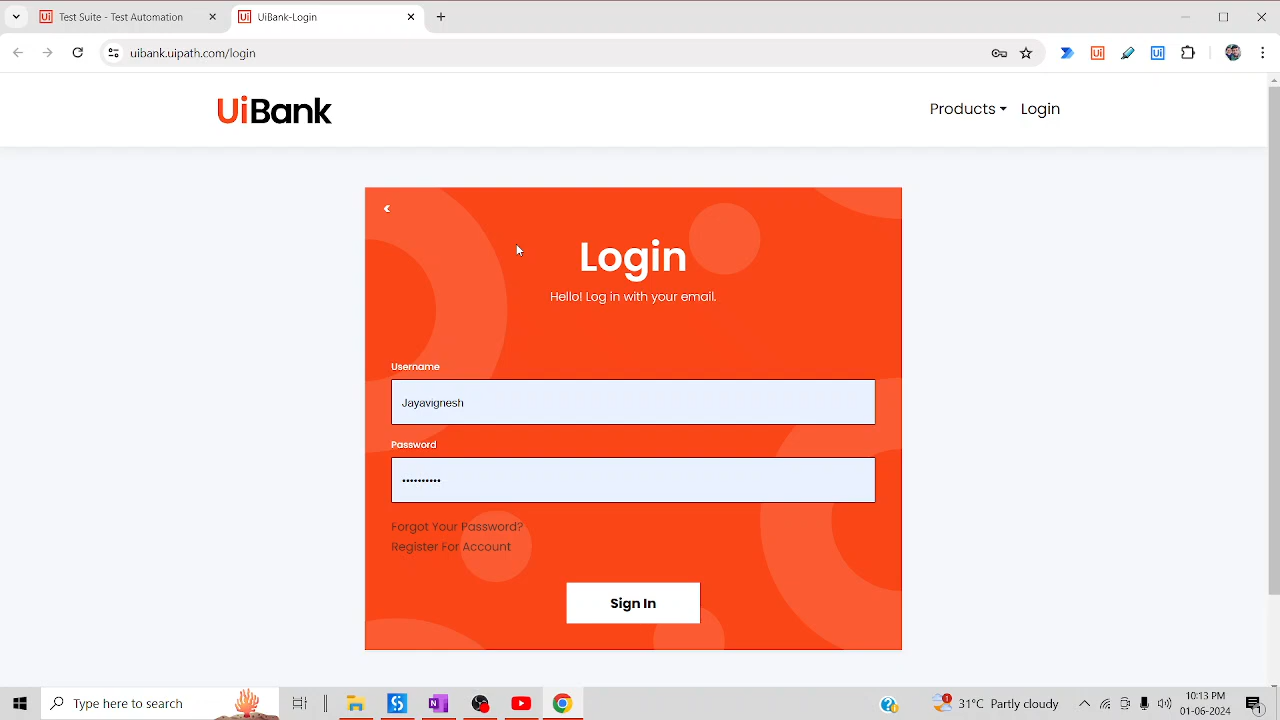 Test Suite - Test Automation
UiBank-Login
uibank.uipath.com/login
UiBank
Products
Login
Login
Hello! Log in with your email.
Username
Jayavignesh
Password
••••••••••
Forgot Your Password?
Register For Account
Sign In
Type here to search
31°C Partly cloudy
10:13 PM
01-06-2024